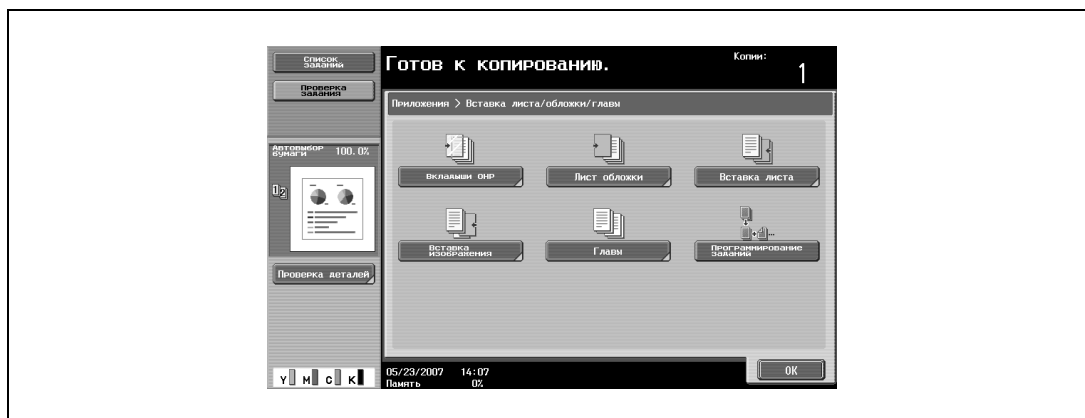 Список
заданий
Готов к копированию.
Копии:
1
Проверка
задания
Приложения > Вставка листа/обложки/главы
Автовыбор
бумаги 100.0%
Вкладыши OHP
Лист обложки
Вставка листа
Вставка
изображения
Главы
Программирование
заданий
Проверка деталей
05/23/2007 14:07
Память 0%
OK
Y M C K